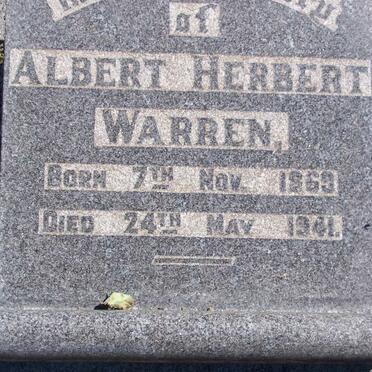 of
ALBERT HERBERT
WARREN,
BORN 7TH NOV. 1869
DIED 24TH MAY 1941.